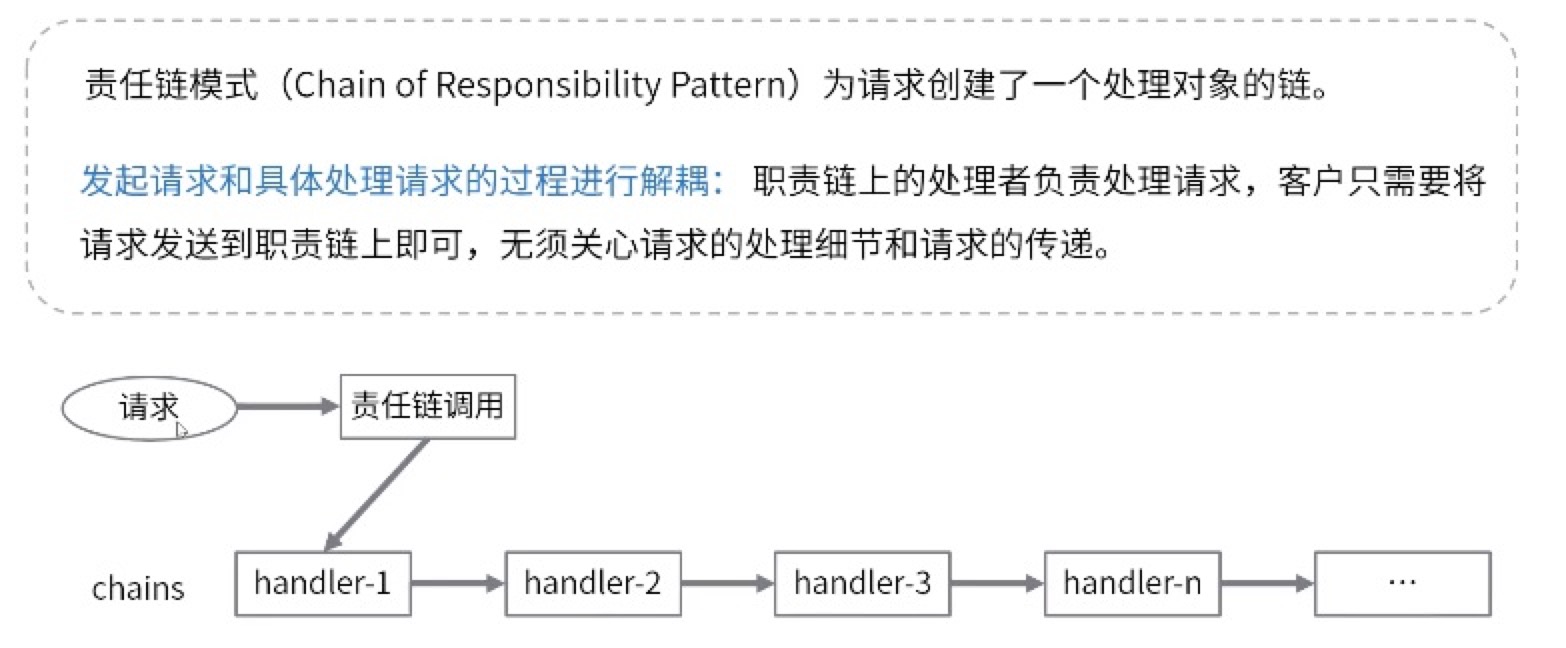 责任链模式（Chain of Responsibility Pattern）为请求创建了一个处理对象的链。
发起请求和具体处理请求的过程进行解耦： 职责链上的处理者负责处理请求，客户只需要将
请求发送到职责链上即可，无须关心请求的处理细节和请求的传递。
请求
责任链调用
chains
handler-1
handler-2
handler-3
handler-n
…